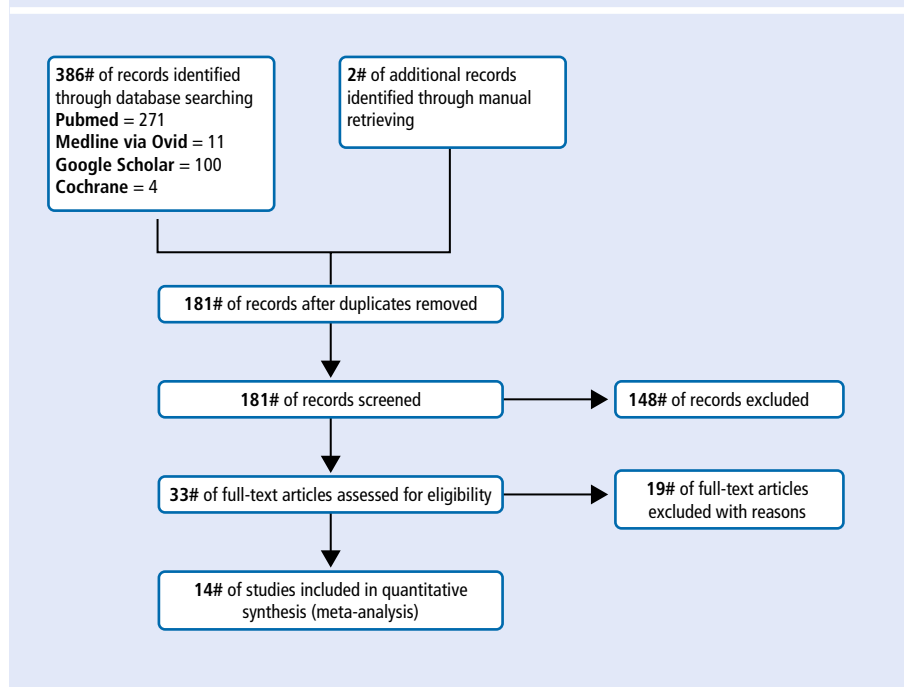 386# of records identified
through database searching
Pubmed = 271
Medline via Ovid = 11
Google Scholar = 100
Cochrane = 4
2# of additional records
identified through manual
retrieving
181# of records after duplicates removed
181# of records screened
148# of records excluded
33# of full-text articles assessed for eligibility
19# of full-text articles
excluded with reasons
14# of studies included in quantitative
synthesis (meta-analysis)